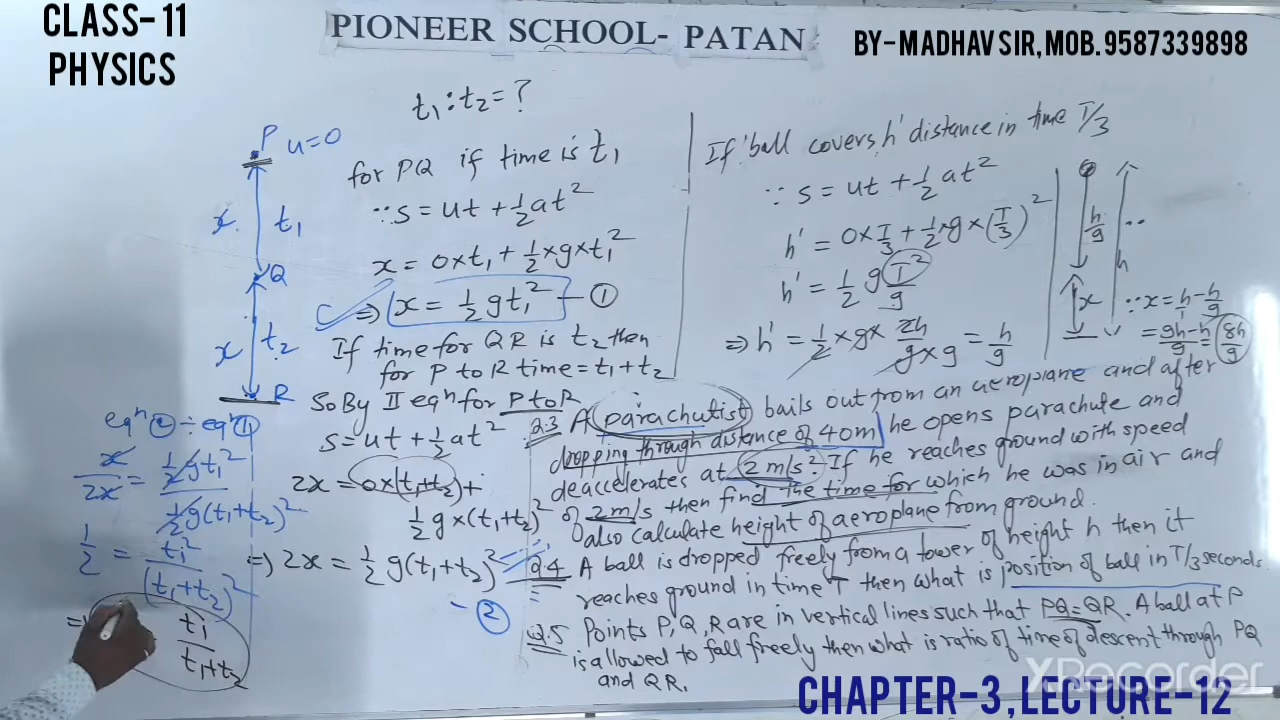 CLASS- 11
PHYSICS
PIONEER SCHOOL- PATAN
BY-MADHAV SIR, MOB. 9587339898
t₁ : t₂ = ?
P u=0
x t₁
Q
x t₂
R
for PQ if time is t₁
∵ s = ut + ½at²
x = 0×t₁ + ½×g×t₁²
⇒ x = ½gt₁² — ①
If time for QR is t₂ then
for P to R time = t₁+t₂
So By II eqⁿ for P to R
s = ut + ½at²
2x = 0×(t₁+t₂) +
½g×(t₁+t₂)²
⇒ 2x = ½g(t₁+t₂)²
– ②
eqⁿ ② ÷ eqⁿ ①
x/2x = ½gt₁² / ½g(t₁+t₂)²
1/2 = t₁² / (t₁+t₂)²
t₁ / t₁+t₂
If ball covers h' distance in time T/3
∵ s = ut + ½at²
h' = 0×T/3 + ½×g×(T/3)²
h' = ½ g T²/9
⇒ h' = ½ × g × 2h/g×9 = h/9
h/9
h
x
∵ x = h/1 - h/9
= 9h-h/9 = 8h/9
Q.3 A parachutist bails out from an aeroplane and after
dropping through distance of 40m he opens parachute and
deaccelerates at 2 m/s² If he reaches ground with speed
of 2m/s then find the time for which he was in air and
also calculate height of aeroplane from ground.
Q.4 A ball is dropped freely from a tower of height h then it
reaches ground in time T then what is position of ball in T/3 seconds.
Q.5 Points P, Q, R are in vertical lines such that PQ=QR. A ball at P
is allowed to fall freely then what is ratio of time of descent through PQ
and QR.
XRecorder
CHAPTER-3, LECTURE-12